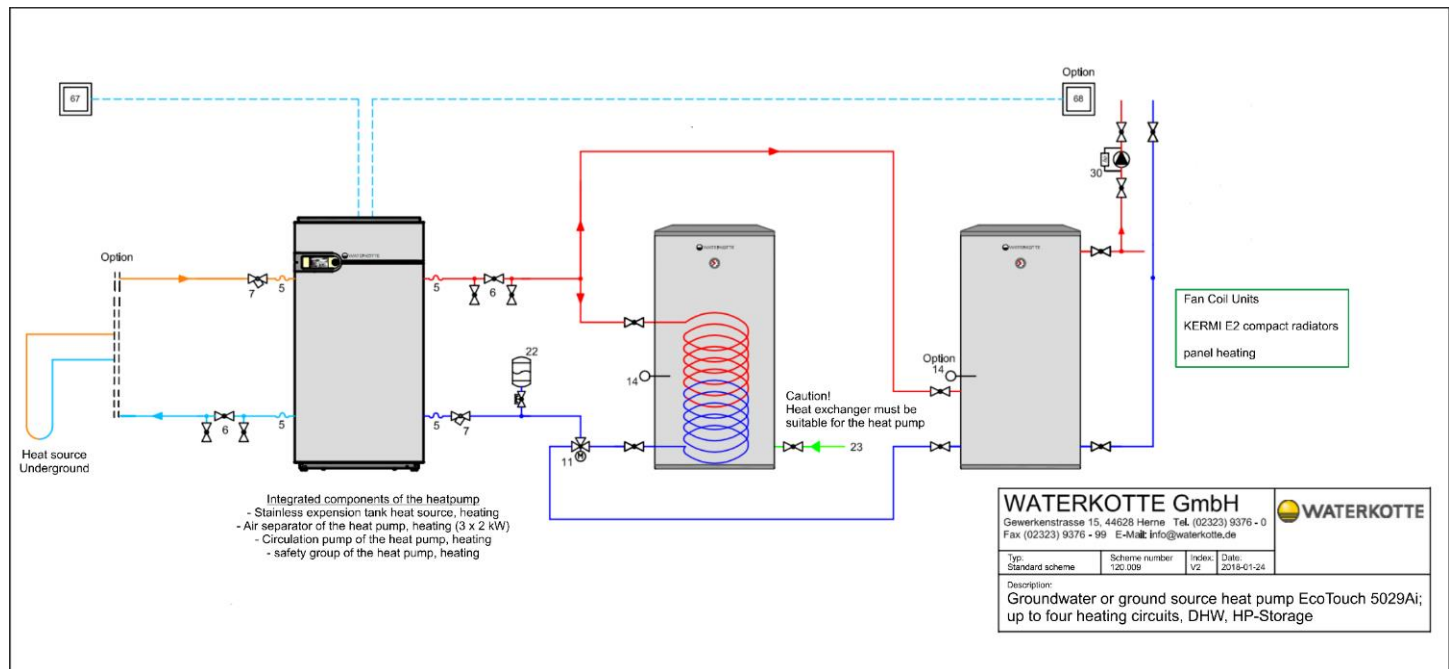 67
Option
68
30
Option
7
5
5
6
WATERKOTTE
WATERKOTTE
WATERKOTTE
Fan Coil Units
KERMI E2 compact radiators
panel heating
22
14
Option
14
Caution!
Heat exchanger must be
suitable for the heat pump
6
5
5
7
11
M
23
Heat source
Underground
Integrated components of the heatpump
- Stainless expension tank heat source, heating
- Air separator of the heat pump, heating (3 x 2 kW)
- Circulation pump of the heat pump, heating
- safety group of the heat pump, heating
WATERKOTTE GmbH
Gewerkenstrasse 15, 44628 Herne Tel. (02323) 9376 - 0
Fax (02323) 9376 - 99 E-Mail: info@waterkotte.de
WATERKOTTE
Typ:
Standard scheme
Scheme number
120.009
Index:
V2
Date:
2018-01-24
Description:
Groundwater or ground source heat pump EcoTouch 5029Ai;
up to four heating circuits, DHW, HP-Storage